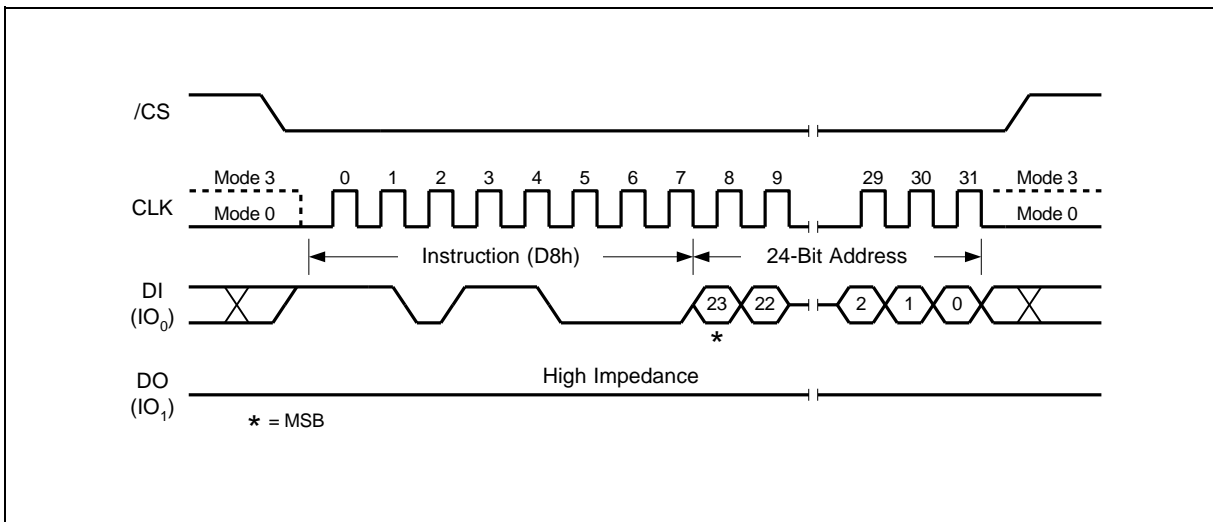 /CS
Mode 3 0 1 2 3 4 5 6 7 8 9 29 30 31 Mode 3
CLK
Mode 0 Mode 0
Instruction (D8h) 24-Bit Address
DI
(IO0)
23 22 2 1 0
*
High Impedance
DO
(IO1)
* = MSB